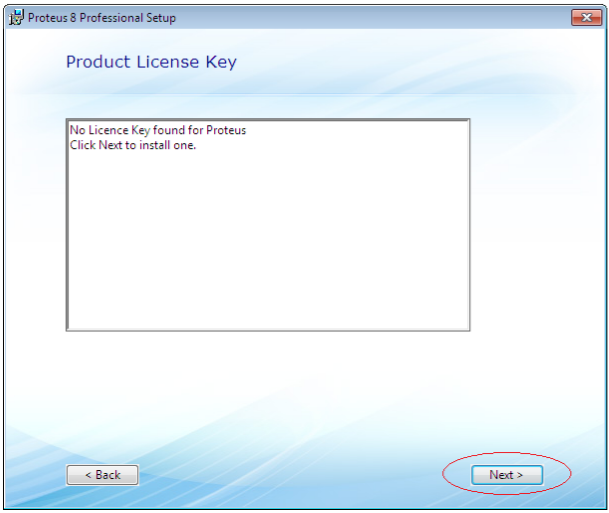 Proteus 8 Professional Setup
Product License Key
No Licence Key found for Proteus
Click Next to install one.
< Back
Next >